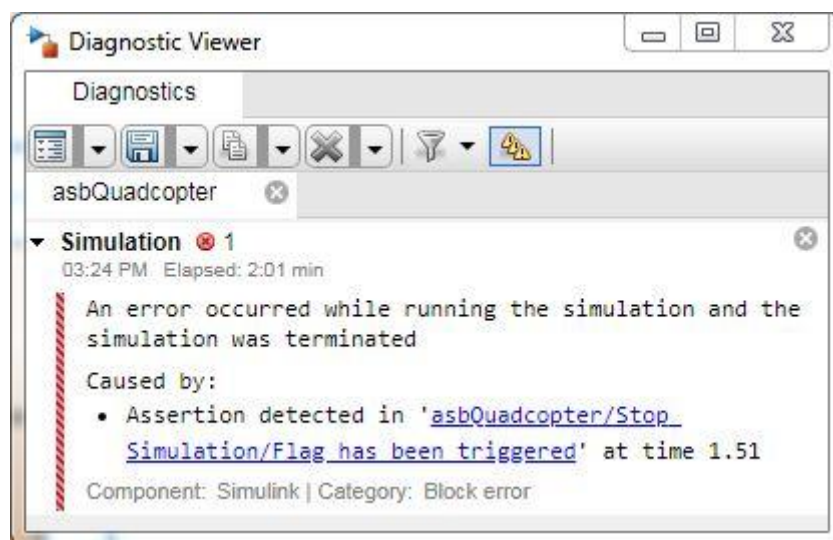 Diagnostic Viewer
Diagnostics
asbQuadcopter
Simulation 1
03:24 PM Elapsed: 2:01 min
An error occurred while running the simulation and the
simulation was terminated
Caused by:
• Assertion detected in 'asbQuadcopter/Stop
Simulation/Flag has been triggered' at time 1.51
Component: Simulink | Category: Block error